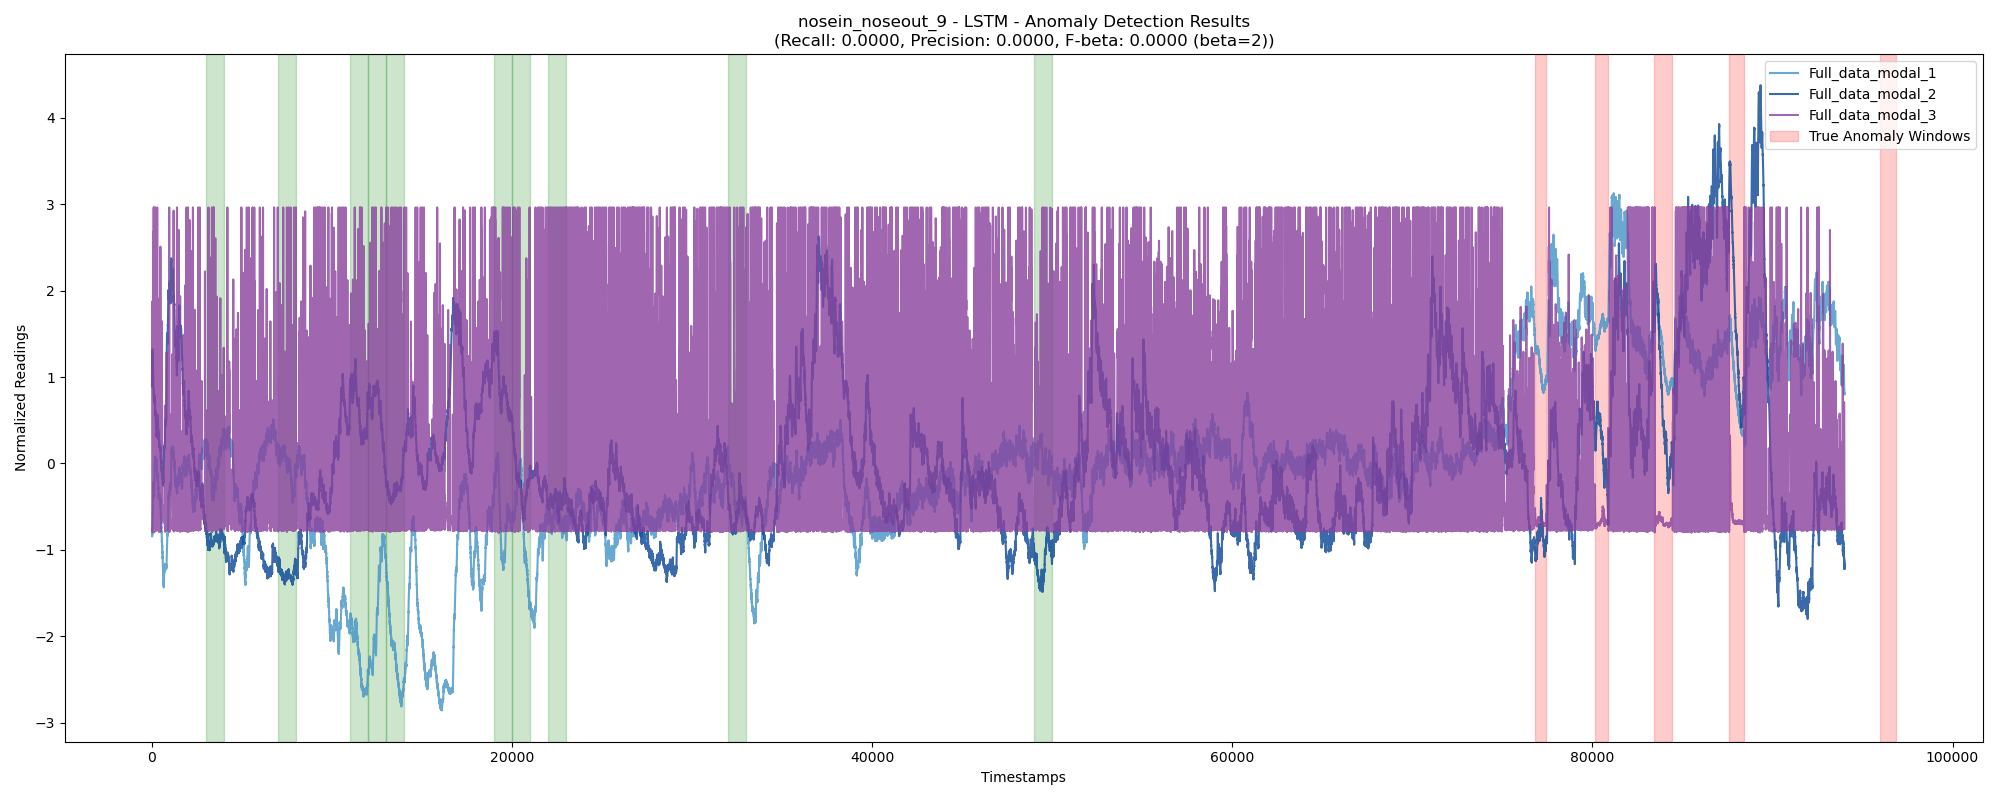 nosein_noseout_9 - LSTM - Anomaly Detection Results
(Recall: 0.0000, Precision: 0.0000, F-beta: 0.0000 (beta=2))
Full_data_modal_1
Full_data_modal_2
Full_data_modal_3
True Anomaly Windows
Normalized Readings
4
3
2
1
0
−1
−2
−3
0
20000
40000
60000
80000
100000
Timestamps